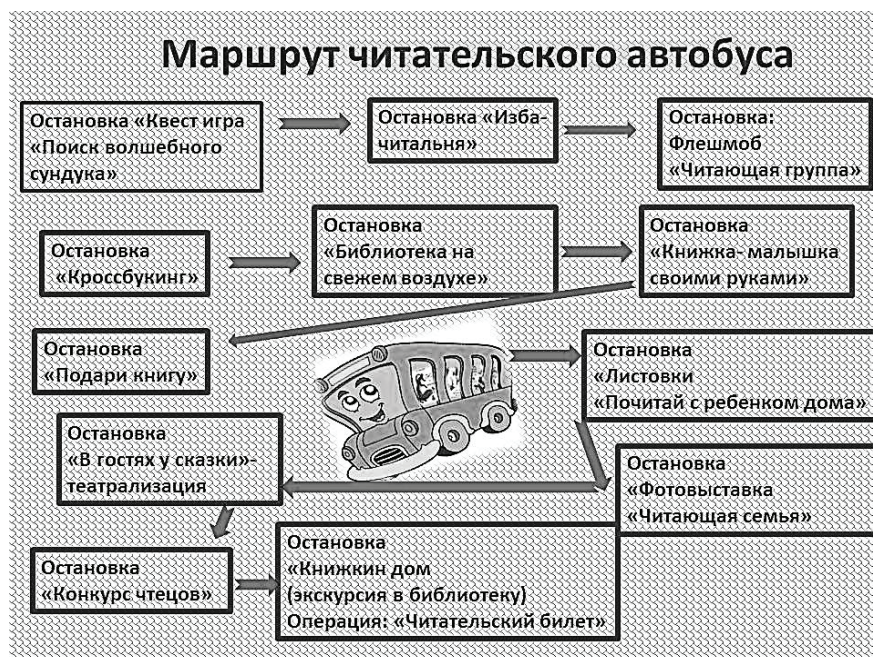 Маршрут читательского автобуса
Остановка «Квест игра
«Поиск волшебного
сундука»
Остановка «Изба-
читальня»
Остановка:
Флешмоб
«Читающая группа»
Остановка
«Кроссбукинг»
Остановка
«Библиотека на
свежем воздухе»
Остановка
«Книжка- малышка
своими руками»
Остановка
«Подари книгу»
Остановка
«Листовки
«Почитай с ребенком дома»
Остановка
«Фотовыставка
«Читающая семья»
Остановка
«В гостях у сказки»-
театрализация
Остановка
«Конкурс чтецов»
Остановка
«Книжкин дом
(экскурсия в библиотеку)
Операция: «Читательский билет»